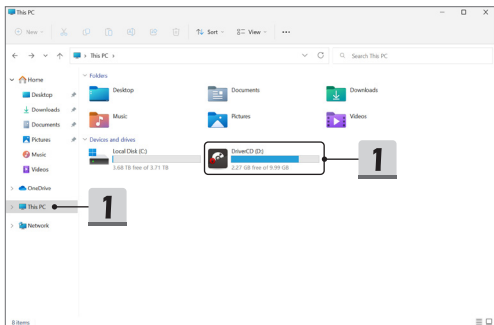 This PC
New
Sort
View
This PC
Search This PC
Home
Desktop
Downloads
Documents
Pictures
Music
Videos
OneDrive
This PC
Network
Folders
Desktop
Documents
Downloads
Music
Pictures
Videos
Devices and drives
Local Disk (C:)
3.68 TB free of 3.71 TB
DriverCD (D:)
2.27 GB free of 9.99 GB
1
1
8 items